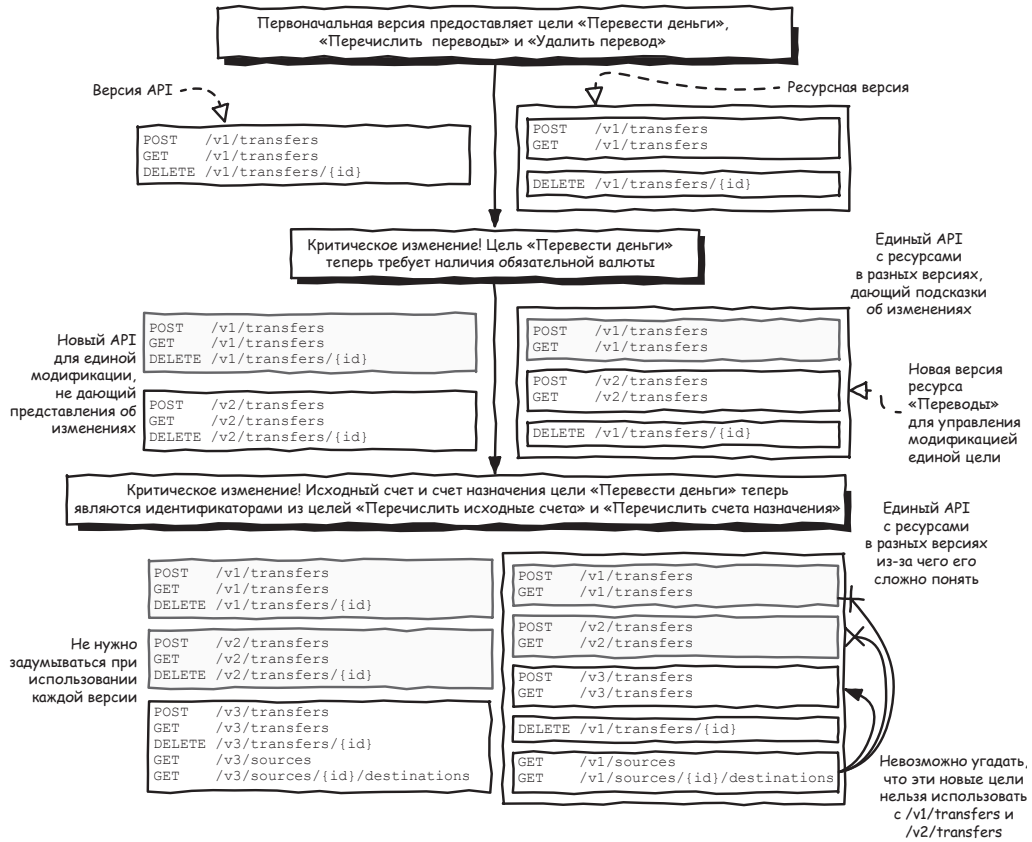 Первоначальная версия предоставляет цели «Перевести деньги»,
«Перечислить переводы» и «Удалить перевод»
Версия API
Ресурсная версия
POST /v1/transfers
GET /v1/transfers
DELETE /v1/transfers/{id}
POST /v1/transfers
GET /v1/transfers
DELETE /v1/transfers/{id}
Критическое изменение! Цель «Перевести деньги»
теперь требует наличия обязательной валюты
Единый API
с ресурсами
в разных версиях,
дающий подсказки
об изменениях
Новый API
для единой
модификации,
не дающий
представления об
изменениях
POST /v1/transfers
GET /v1/transfers
DELETE /v1/transfers/{id}
POST /v2/transfers
GET /v2/transfers
DELETE /v2/transfers/{id}
POST /v1/transfers
GET /v1/transfers
POST /v2/transfers
GET /v2/transfers
DELETE /v1/transfers/{id}
Новая версия
ресурса
«Переводы»
для управления
модификацией
единой цели
Критическое изменение! Исходный счет и счет назначения цели «Перевести деньги» теперь
являются идентификаторами из целей «Перечислить исходные счета» и «Перечислить счета назначения»
Единый API
с ресурсами
в разных версиях
из-за чего его
сложно понять
Не нужно
задумываться при
использовании
каждой версии
POST /v1/transfers
GET /v1/transfers
DELETE /v1/transfers/{id}
POST /v2/transfers
GET /v2/transfers
DELETE /v2/transfers/{id}
POST /v3/transfers
GET /v3/transfers
DELETE /v3/transfers/{id}
GET /v3/sources
GET /v3/sources/{id}/destinations
POST /v1/transfers
GET /v1/transfers
POST /v2/transfers
GET /v2/transfers
POST /v3/transfers
GET /v3/transfers
DELETE /v1/transfers/{id}
GET /v1/sources
GET /v1/sources/{id}/destinations
Невозможно угадать,
что эти новые цели
нельзя использовать
с /v1/transfers и
/v2/transfers